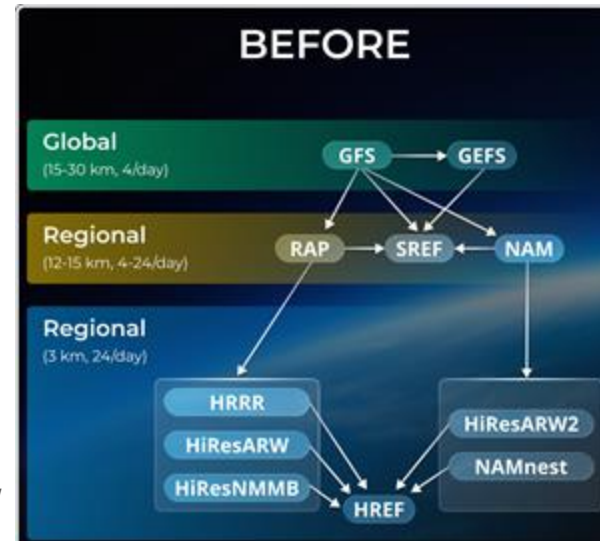 BEFORE
Global
(15-30 km, 4/day)
GFS
GEFS
Regional
(12-15 km, 4-24/day)
RAP
SREF
NAM
Regional
(3 km, 24/day)
HRRR
HiResARW
HiResNMMB
HiResARW2
NAMnest
HREF